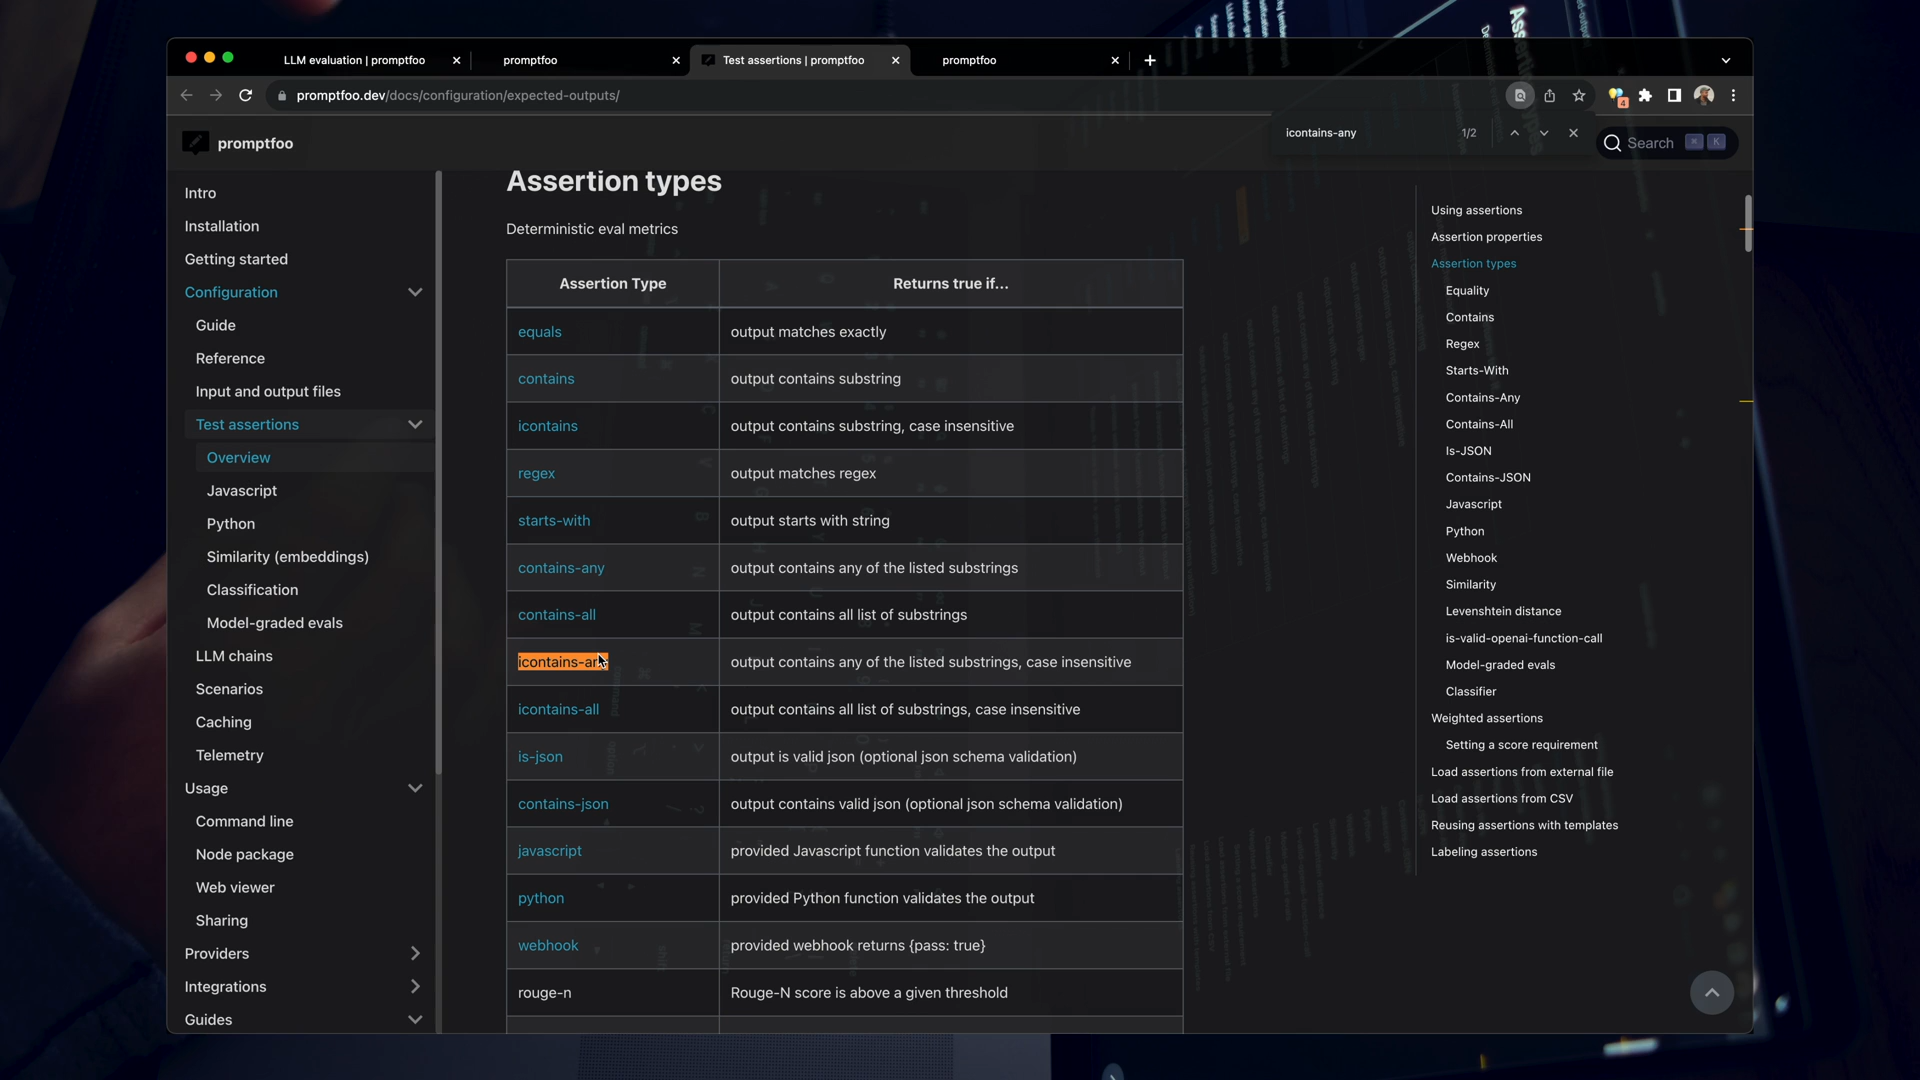 LLM evaluation | promptfoo
promptfoo
Test assertions | promptfoo
promptfoo
promptfoo.dev/docs/configuration/expected-outputs/
4
icontains-any
1/2
promptfoo
Search
K
Intro
Installation
Getting started
Configuration
Guide
Reference
Input and output files
Test assertions
Overview
Javascript
Python
Similarity (embeddings)
Classification
Model-graded evals
LLM chains
Scenarios
Caching
Telemetry
Usage
Command line
Node package
Web viewer
Sharing
Providers
Integrations
Guides
Assertion types
Deterministic eval metrics
Assertion Type Returns true if...
equals output matches exactly
contains output contains substring
icontains output contains substring, case insensitive
regex output matches regex
starts-with output starts with string
contains-any output contains any of the listed substrings
contains-all output contains all list of substrings
icontains-any output contains any of the listed substrings, case insensitive
icontains-all output contains all list of substrings, case insensitive
is-json output is valid json (optional json schema validation)
contains-json output contains valid json (optional json schema validation)
javascript provided Javascript function validates the output
python provided Python function validates the output
webhook provided webhook returns {pass: true}
rouge-n Rouge-N score is above a given threshold
Using assertions
Assertion properties
Assertion types
Equality
Contains
Regex
Starts-With
Contains-Any
Contains-All
Is-JSON
Contains-JSON
Javascript
Python
Webhook
Similarity
Levenshtein distance
is-valid-openai-function-call
Model-graded evals
Classifier
Weighted assertions
Setting a score requirement
Load assertions from external file
Load assertions from CSV
Reusing assertions with templates
Labeling assertions